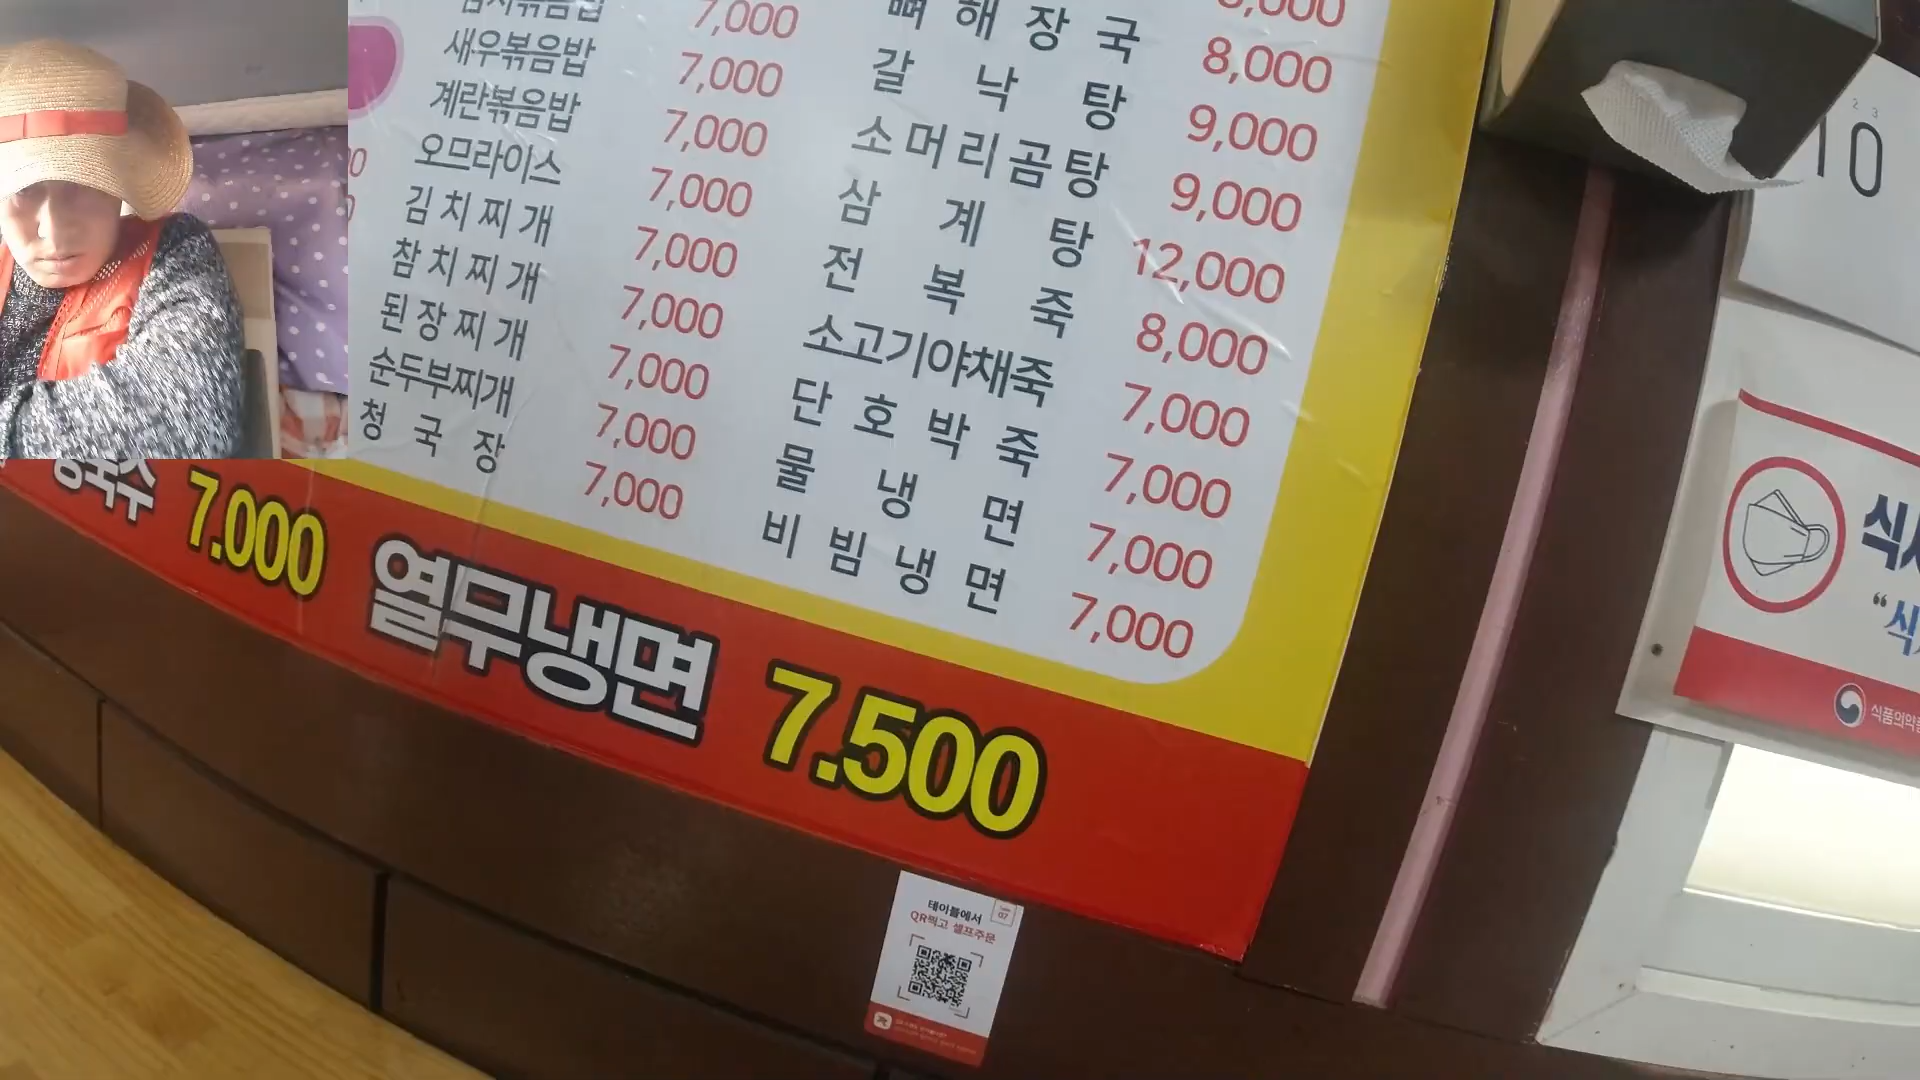 새우볶음밥 7,000
계란볶음밥 7,000
오므라이스 7,000
김치찌개 7,000
참치찌개 7,000
된장찌개 7,000
순두부찌개 7,000
청국장 7,000
뼈해장국 8,000
갈낙탕 9,000
소머리곰탕 9,000
삼계탕 12,000
전복죽 8,000
소고기야채죽 7,000
단호박죽 7,000
물냉면 7,000
비빔냉면 7,000
7.000 열무냉면 7.500
테이블에서
QR찍고 셀프주문
07
2 3
10